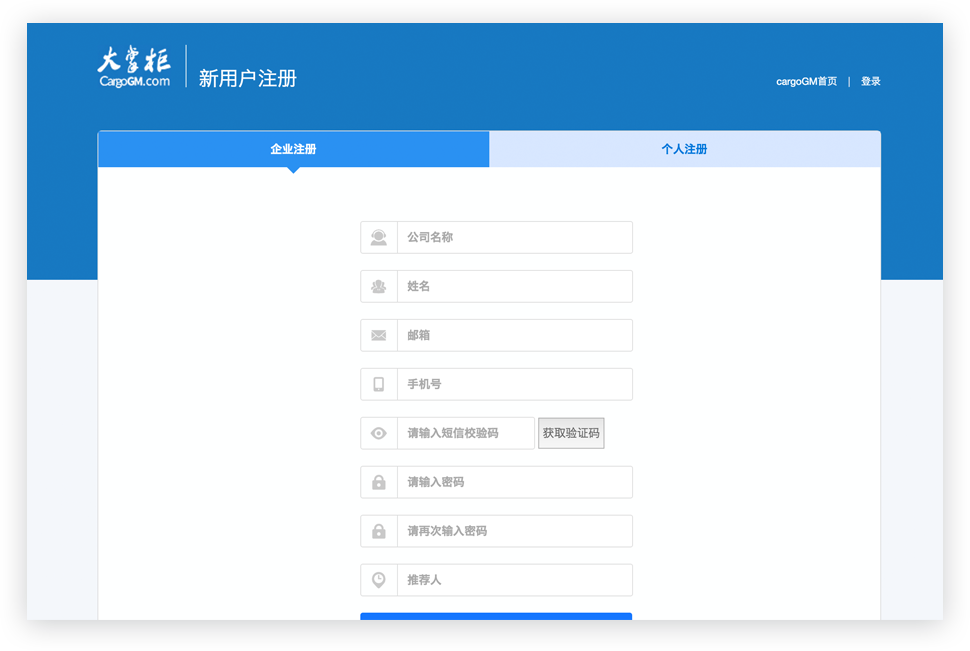 大掌柜
CargoGM.com
新用户注册
cargoGM首页 | 登录
企业注册
个人注册
公司名称
姓名
邮箱
手机号
请输入短信校验码
获取验证码
请输入密码
请再次输入密码
推荐人